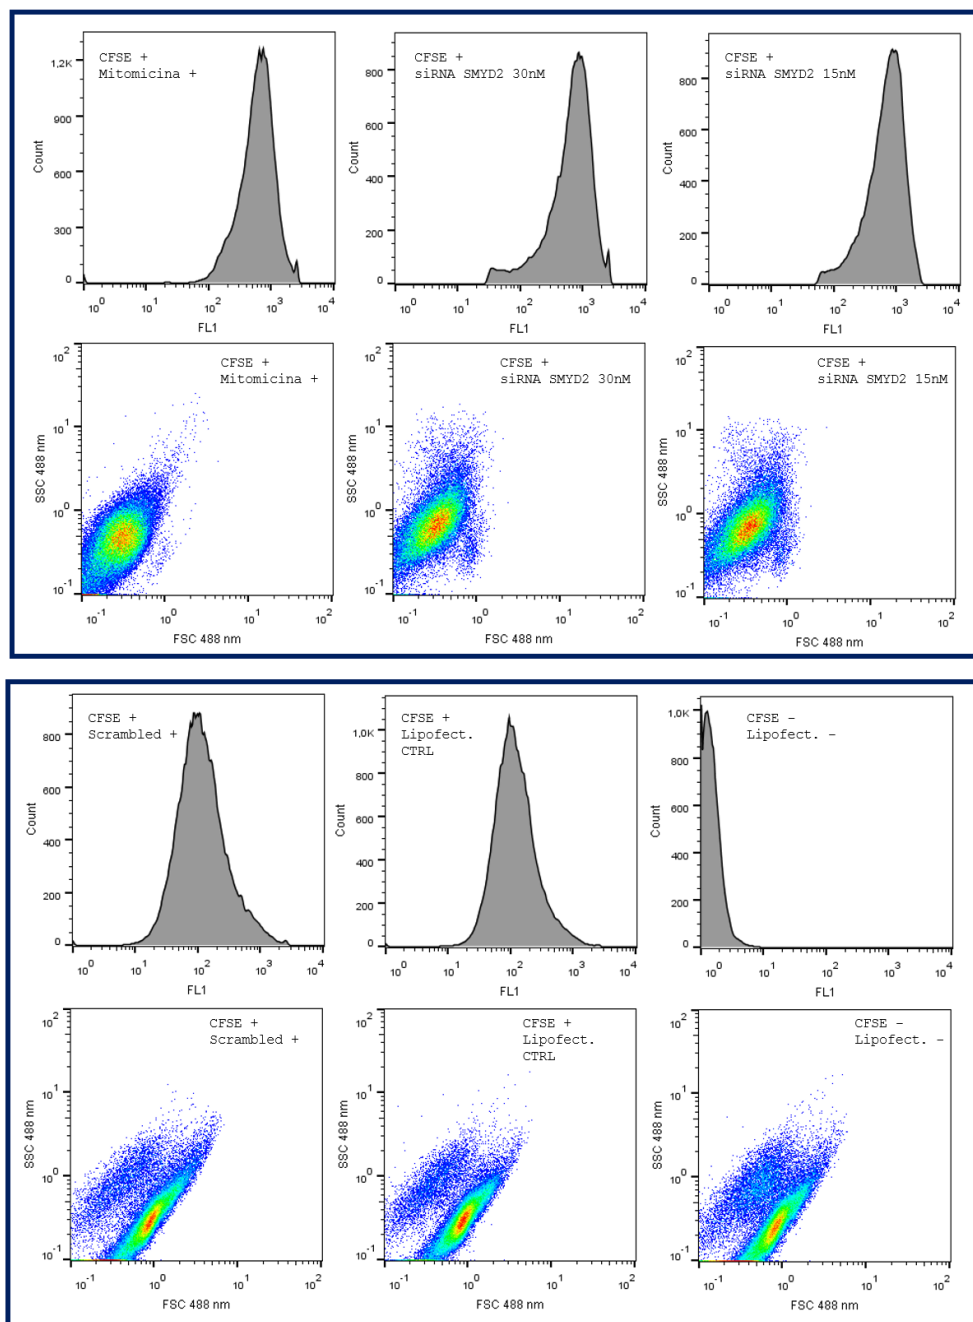 CFSE +
Mitomicina +
1.2K
900
600
300
0
Count
10^0 10^1 10^2 10^3 10^4
FL1
CFSE +
siRNA SMYD2 30nM
800
600
400
200
0
Count
10^0 10^1 10^2 10^3 10^4
FL1
CFSE +
siRNA SMYD2 15nM
800
600
400
200
0
Count
10^0 10^1 10^2 10^3 10^4
FL1
CFSE +
Mitomicina +
10^2
10^1
10^0
10^-1
SSC 488 nm
10^-1 10^0 10^1 10^2
FSC 488 nm
CFSE +
siRNA SMYD2 30nM
10^2
10^1
10^0
10^-1
SSC 488 nm
10^-1 10^0 10^1 10^2
FSC 488 nm
CFSE +
siRNA SMYD2 15nM
10^2
10^1
10^0
10^-1
SSC 488 nm
10^-1 10^0 10^1 10^2
FSC 488 nm
CFSE +
Scrambled +
800
600
400
200
0
Count
10^0 10^1 10^2 10^3 10^4
FL1
CFSE +
Lipofect.
CTRL
1,0K
800
600
400
200
0
Count
10^0 10^1 10^2 10^3 10^4
FL1
CFSE –
Lipofect. –
1,0K
800
600
400
200
0
Count
10^0 10^1 10^2 10^3 10^4
FL1
CFSE +
Scrambled +
10^2
10^1
10^0
10^-1
SSC 488 nm
10^-1 10^0 10^1 10^2
FSC 488 nm
CFSE +
Lipofect.
CTRL
10^2
10^1
10^0
10^-1
SSC 488 nm
10^-1 10^0 10^1 10^2
FSC 488 nm
CFSE –
Lipofect. –
10^2
10^1
10^0
10^-1
SSC 488 nm
10^-1 10^0 10^1 10^2
FSC 488 nm